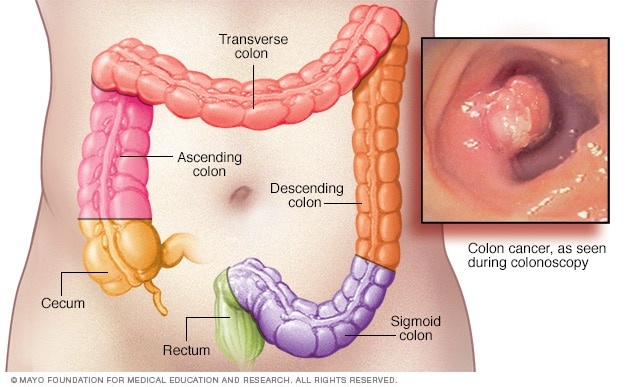 Transverse
colon
Ascending
colon
Descending
colon
Colon cancer, as seen
during colonoscopy
Cecum
Rectum
Sigmoid
colon
© MAYO FOUNDATION FOR MEDICAL EDUCATION AND RESEARCH. ALL RIGHTS RESERVED.